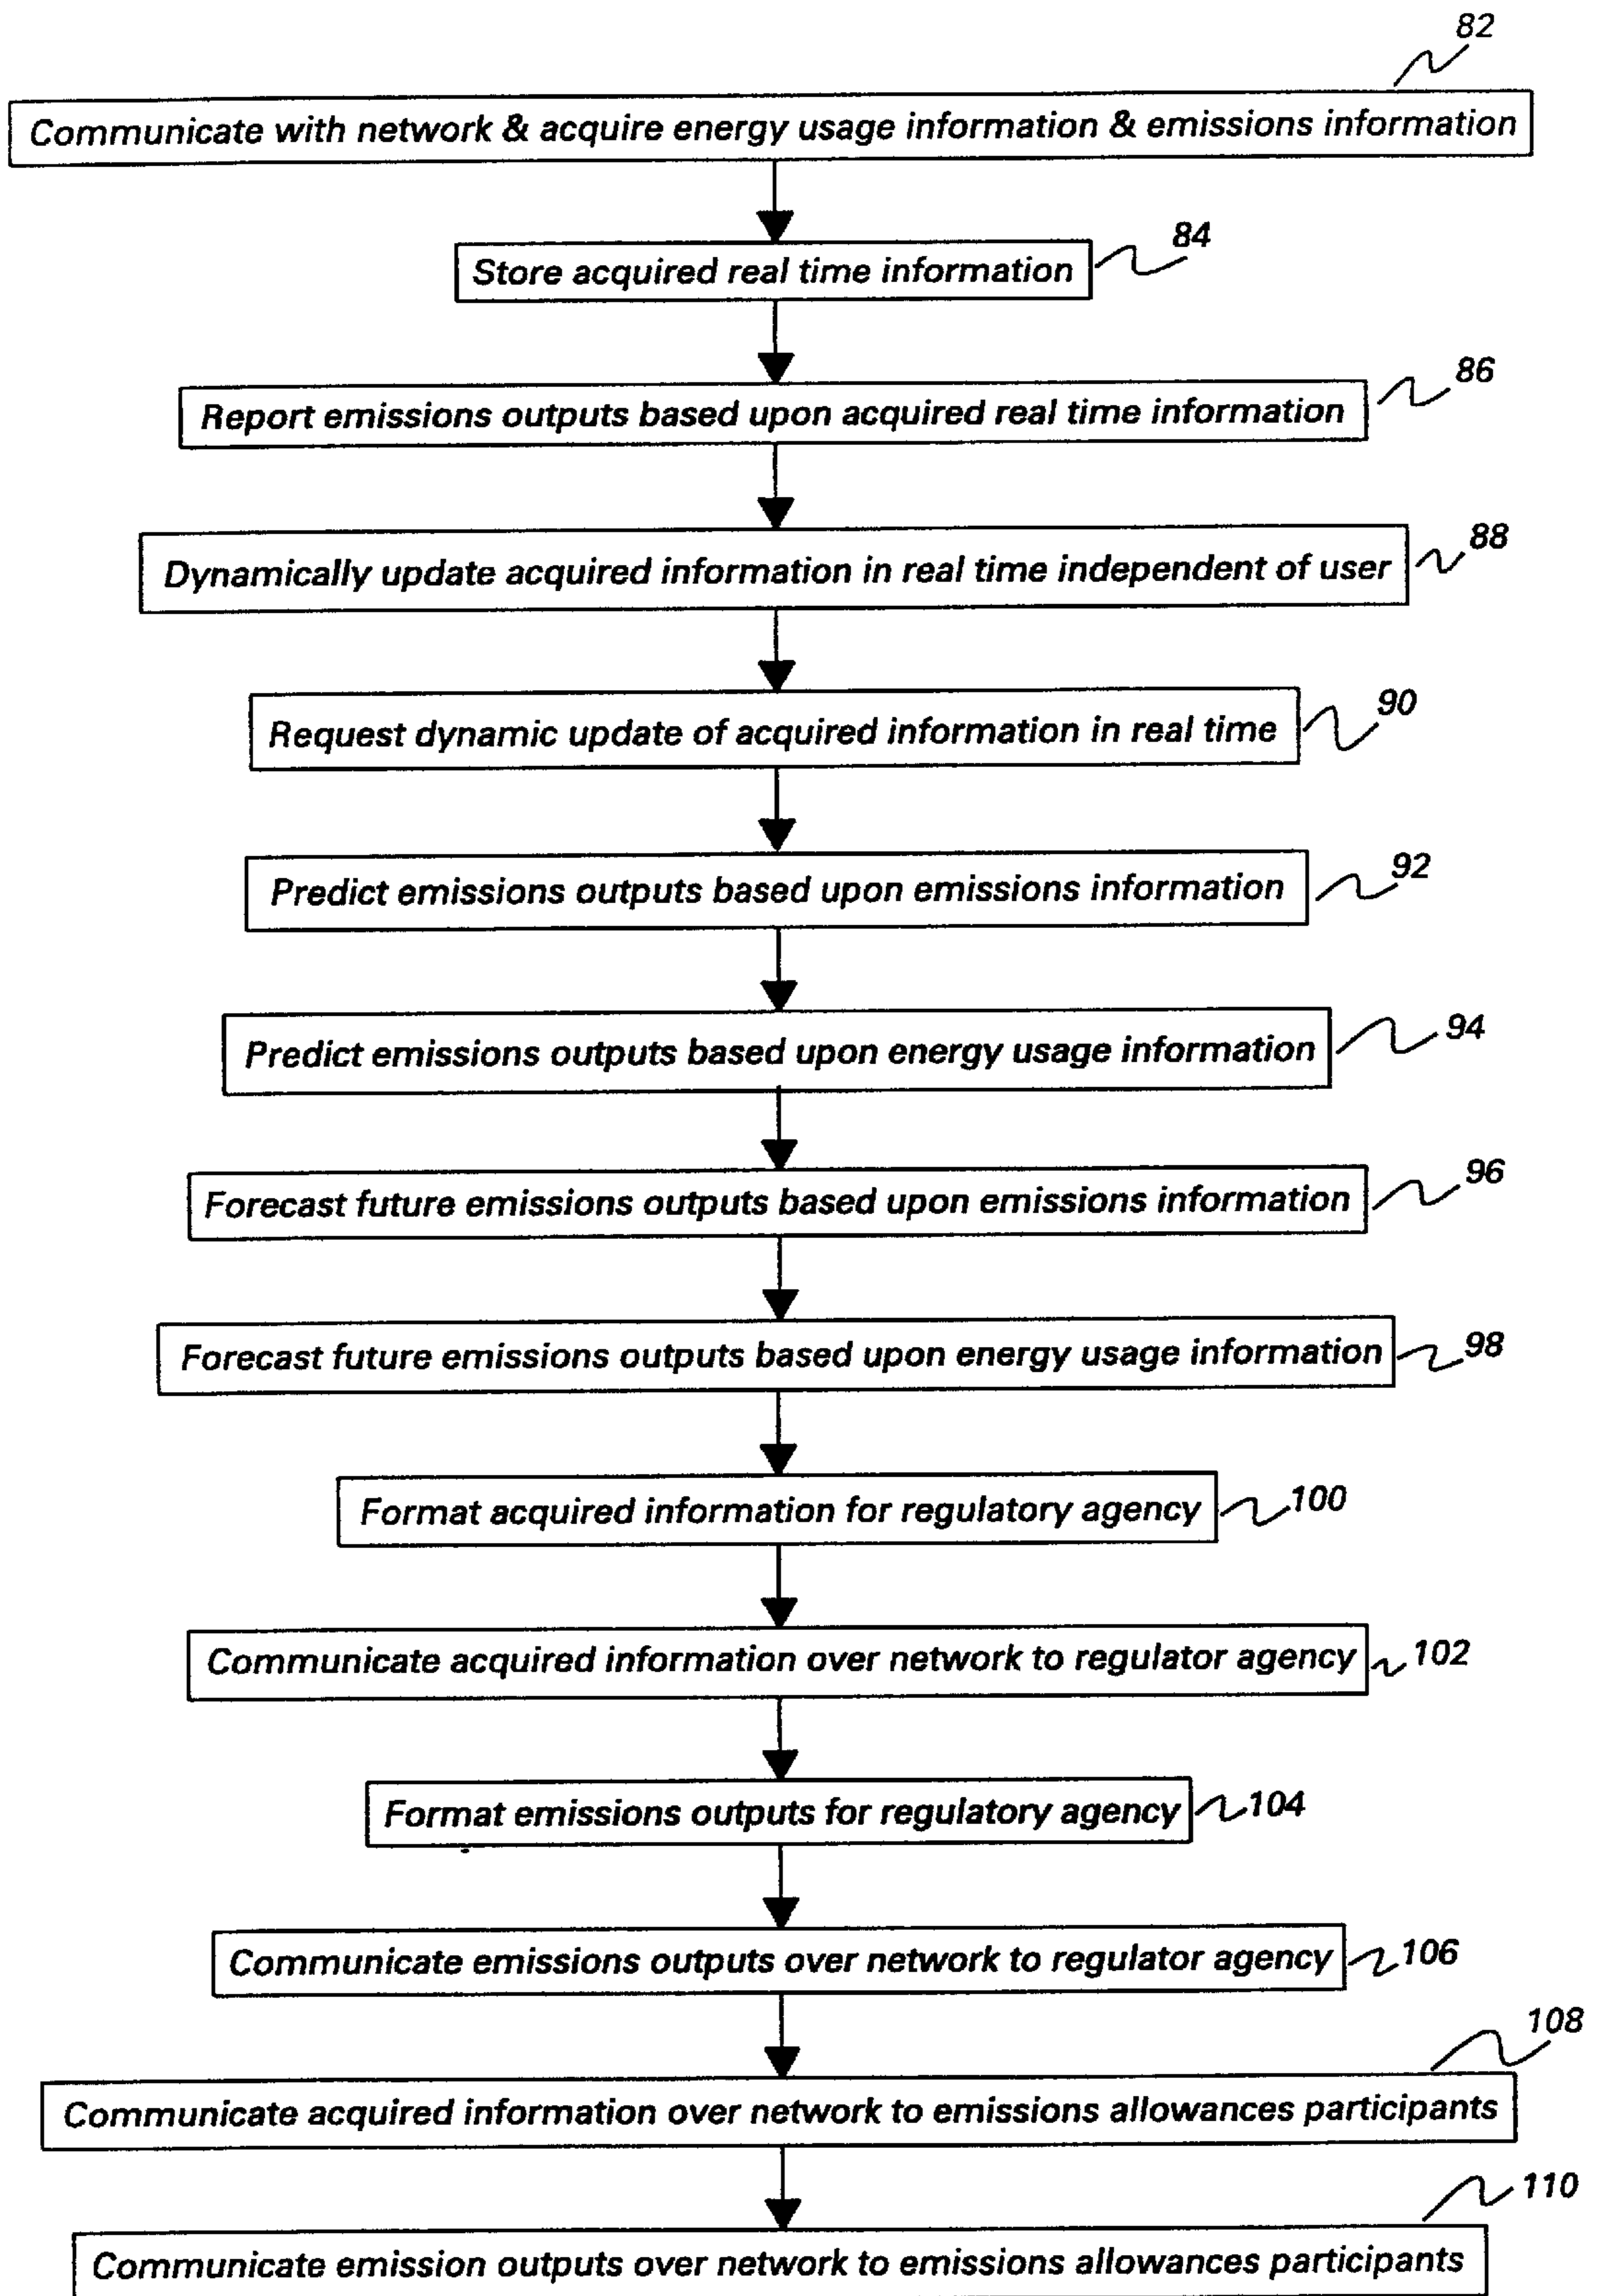 82
Communicate with network & acquire energy usage information & emissions information
84
Store acquired real time information
86
Report emissions outputs based upon acquired real time information
88
Dynamically update acquired information in real time independent of user
90
Request dynamic update of acquired information in real time
92
Predict emissions outputs based upon emissions information
94
Predict emissions outputs based upon energy usage information
96
Forecast future emissions outputs based upon emissions information
98
Forecast future emissions outputs based upon energy usage information
100
Format acquired information for regulatory agency
102
Communicate acquired information over network to regulator agency
104
Format emissions outputs for regulatory agency
106
Communicate emissions outputs over network to regulator agency
108
Communicate acquired information over network to emissions allowances participants
110
Communicate emission outputs over network to emissions allowances participants